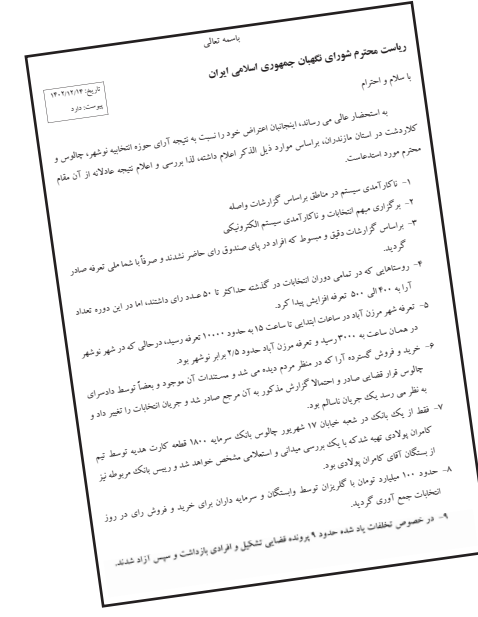 باسمه تعالی
ریاست محترم شورای نگهبان جمهوری اسلامی ایران
تاریخ: ۱۴۰۲/۱۲/۱۴
پیوست: دارد
با سلام و احترام
به استحضار عالی می رساند، اینجانبان اعتراض خود را نسبت به نتیجه آرای حوزه انتخابیه نوشهر، چالوس و
کلاردشت در استان مازندران، براساس موارد ذیل الذکر اعلام داشته، لذا بررسی و اعلام نتیجه عادلانه از آن مقام
محترم مورد استدعاست.
۱- ناکارآمدی سیستم در مناطق براساس گزارشات واصله
۲- برگزاری مبهم انتخابات و ناکارآمدی سیستم الکترونیکی
۳- براساس گزارشات دقیق و مبسوط که افراد در پای صندوق رای حاضر نشدند و صرفاً با شما ملی تعرفه صادر
گردید.
۴- روستاهایی که در تمامی دوران انتخابات در گذشته حداکثر تا ۵۰ عدد رای داشتند، اما در این دوره تعداد
آرا به ۴۰۰ الی ۵۰۰ تعرفه افزایش پیدا کرد.
۵- تعرفه شهر مرزن آباد در ساعات ابتدایی تا ساعت ۱۵ به حدود ۱۰۰۰۰ تعرفه رسید، درحالی که در شهر نوشهر
در همان ساعت به ۳۰۰۰ رسید و تعرفه مرزن آباد حدود ۲/۵ برابر نوشهر بود.
۶- خرید و فروش گسترده آرا که در منظر مردم دیده می شد و مستندات آن موجود و بعضاً توسط دادسرای
چالوس قرار قضایی صادر و احتمالا گزارش مذکور به آن مرجع صادر شد و جریان انتخابات را تغییر داد و
به نظر می رسد یک جریان ناسالم بود.
۷- فقط از یک بانک در شعبه خیابان ۱۷ شهریور چالوس بانک سرمایه ۱۸۰۰ قطعه کارت هدیه توسط تیم
کامران پولادی تهیه شدکه با یک بررسی میدانی و استعلامی مشخص خواهد شد و رییس بانک مربوطه نیز
از بستگان آقای کامران پولادی بود.
۸- حدود ۱۰۰ میلیارد تومان با گلریزان توسط وابستگان و سرمایه داران برای خرید و فروش رای در روز
انتخابات جمع آوری گردید.
۹- در خصوص تخلفات یاد شده حدود ۹ پرونده قضایی تشکیل و افرادی بازداشت و سپس آزاد شدند.